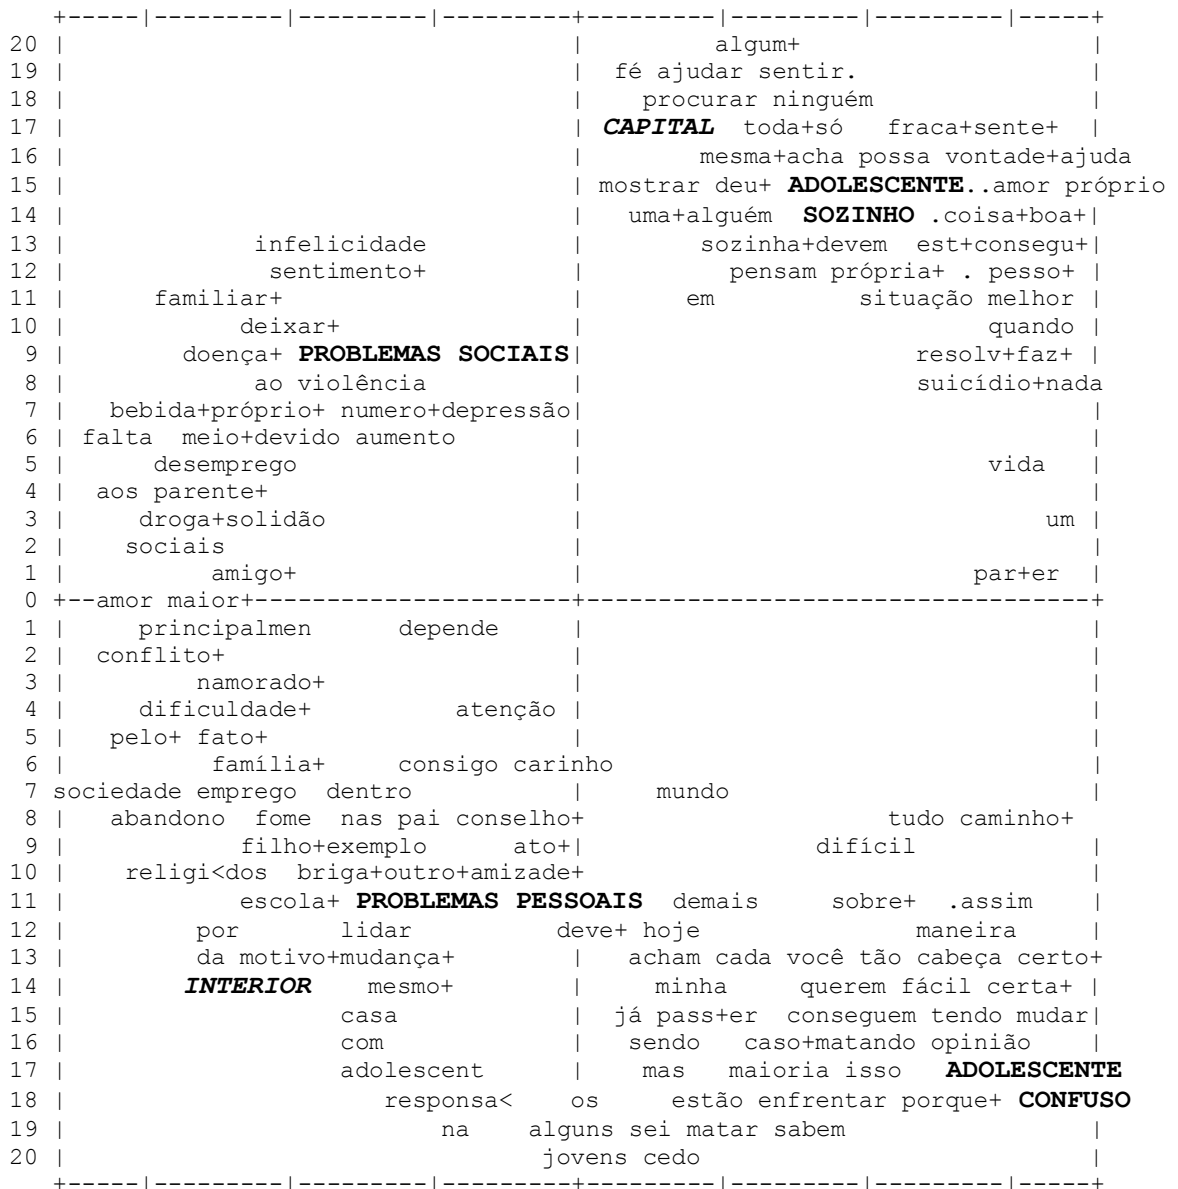 +-----|---------|---------|---------+---------|---------|---------|-----+
20 | | algum+ |
19 | | fé ajudar sentir. |
18 | | procurar ninguém |
17 | | CAPITAL toda+só fraca+sente+ |
16 | | mesma+acha possa vontade+ajuda
15 | | mostrar deu+ ADOLESCENTE..amor próprio
14 | | uma+alguém SOZINHO .coisa+boa+|
13 | infelicidade | sozinha+devem est+consegu+|
12 | sentimento+ | pensam própria+ . pesso+ |
11 | familiar+ | em situação melhor |
10 | deixar+ | quando |
9 | doença+ PROBLEMAS SOCIAIS| resolv+faz+ |
8 | ao violência | suicídio+nada
7 | bebida+próprio+ numero+depressão| |
6 | falta meio+devido aumento | |
5 | desemprego | vida |
4 | aos parente+ | |
3 | droga+solidão | um |
2 | sociais | |
1 | amigo+ | par+er |
0 +--amor maior+----------------------+-----------------------------------+
1 | principalmen depende | |
2 | conflito+ | |
3 | namorado+ | |
4 | dificuldade+ atenção | |
5 | pelo+ fato+ | |
6 | família+ consigo carinho |
7 sociedade emprego dentro | mundo |
8 | abandono fome nas pai conselho+ tudo caminho+
9 | filho+exemplo ato+| difícil |
10 | religi<dos briga+outro+amizade+ |
11 | escola+ PROBLEMAS PESSOAIS demais sobre+ .assim |
12 | por lidar deve+ hoje maneira |
13 | da motivo+mudança+ | acham cada você tão cabeça certo+
14 | INTERIOR mesmo+ | minha querem fácil certa+ |
15 | casa | já pass+er conseguem tendo mudar|
16 | com | sendo caso+matando opinião |
17 | adolescent | mas maioria isso ADOLESCENTE
18 | responsa< os estão enfrentar porque+ CONFUSO
19 | na alguns sei matar sabem |
20 | jovens cedo |
+-----|---------|---------|---------+---------|---------|---------|-----+